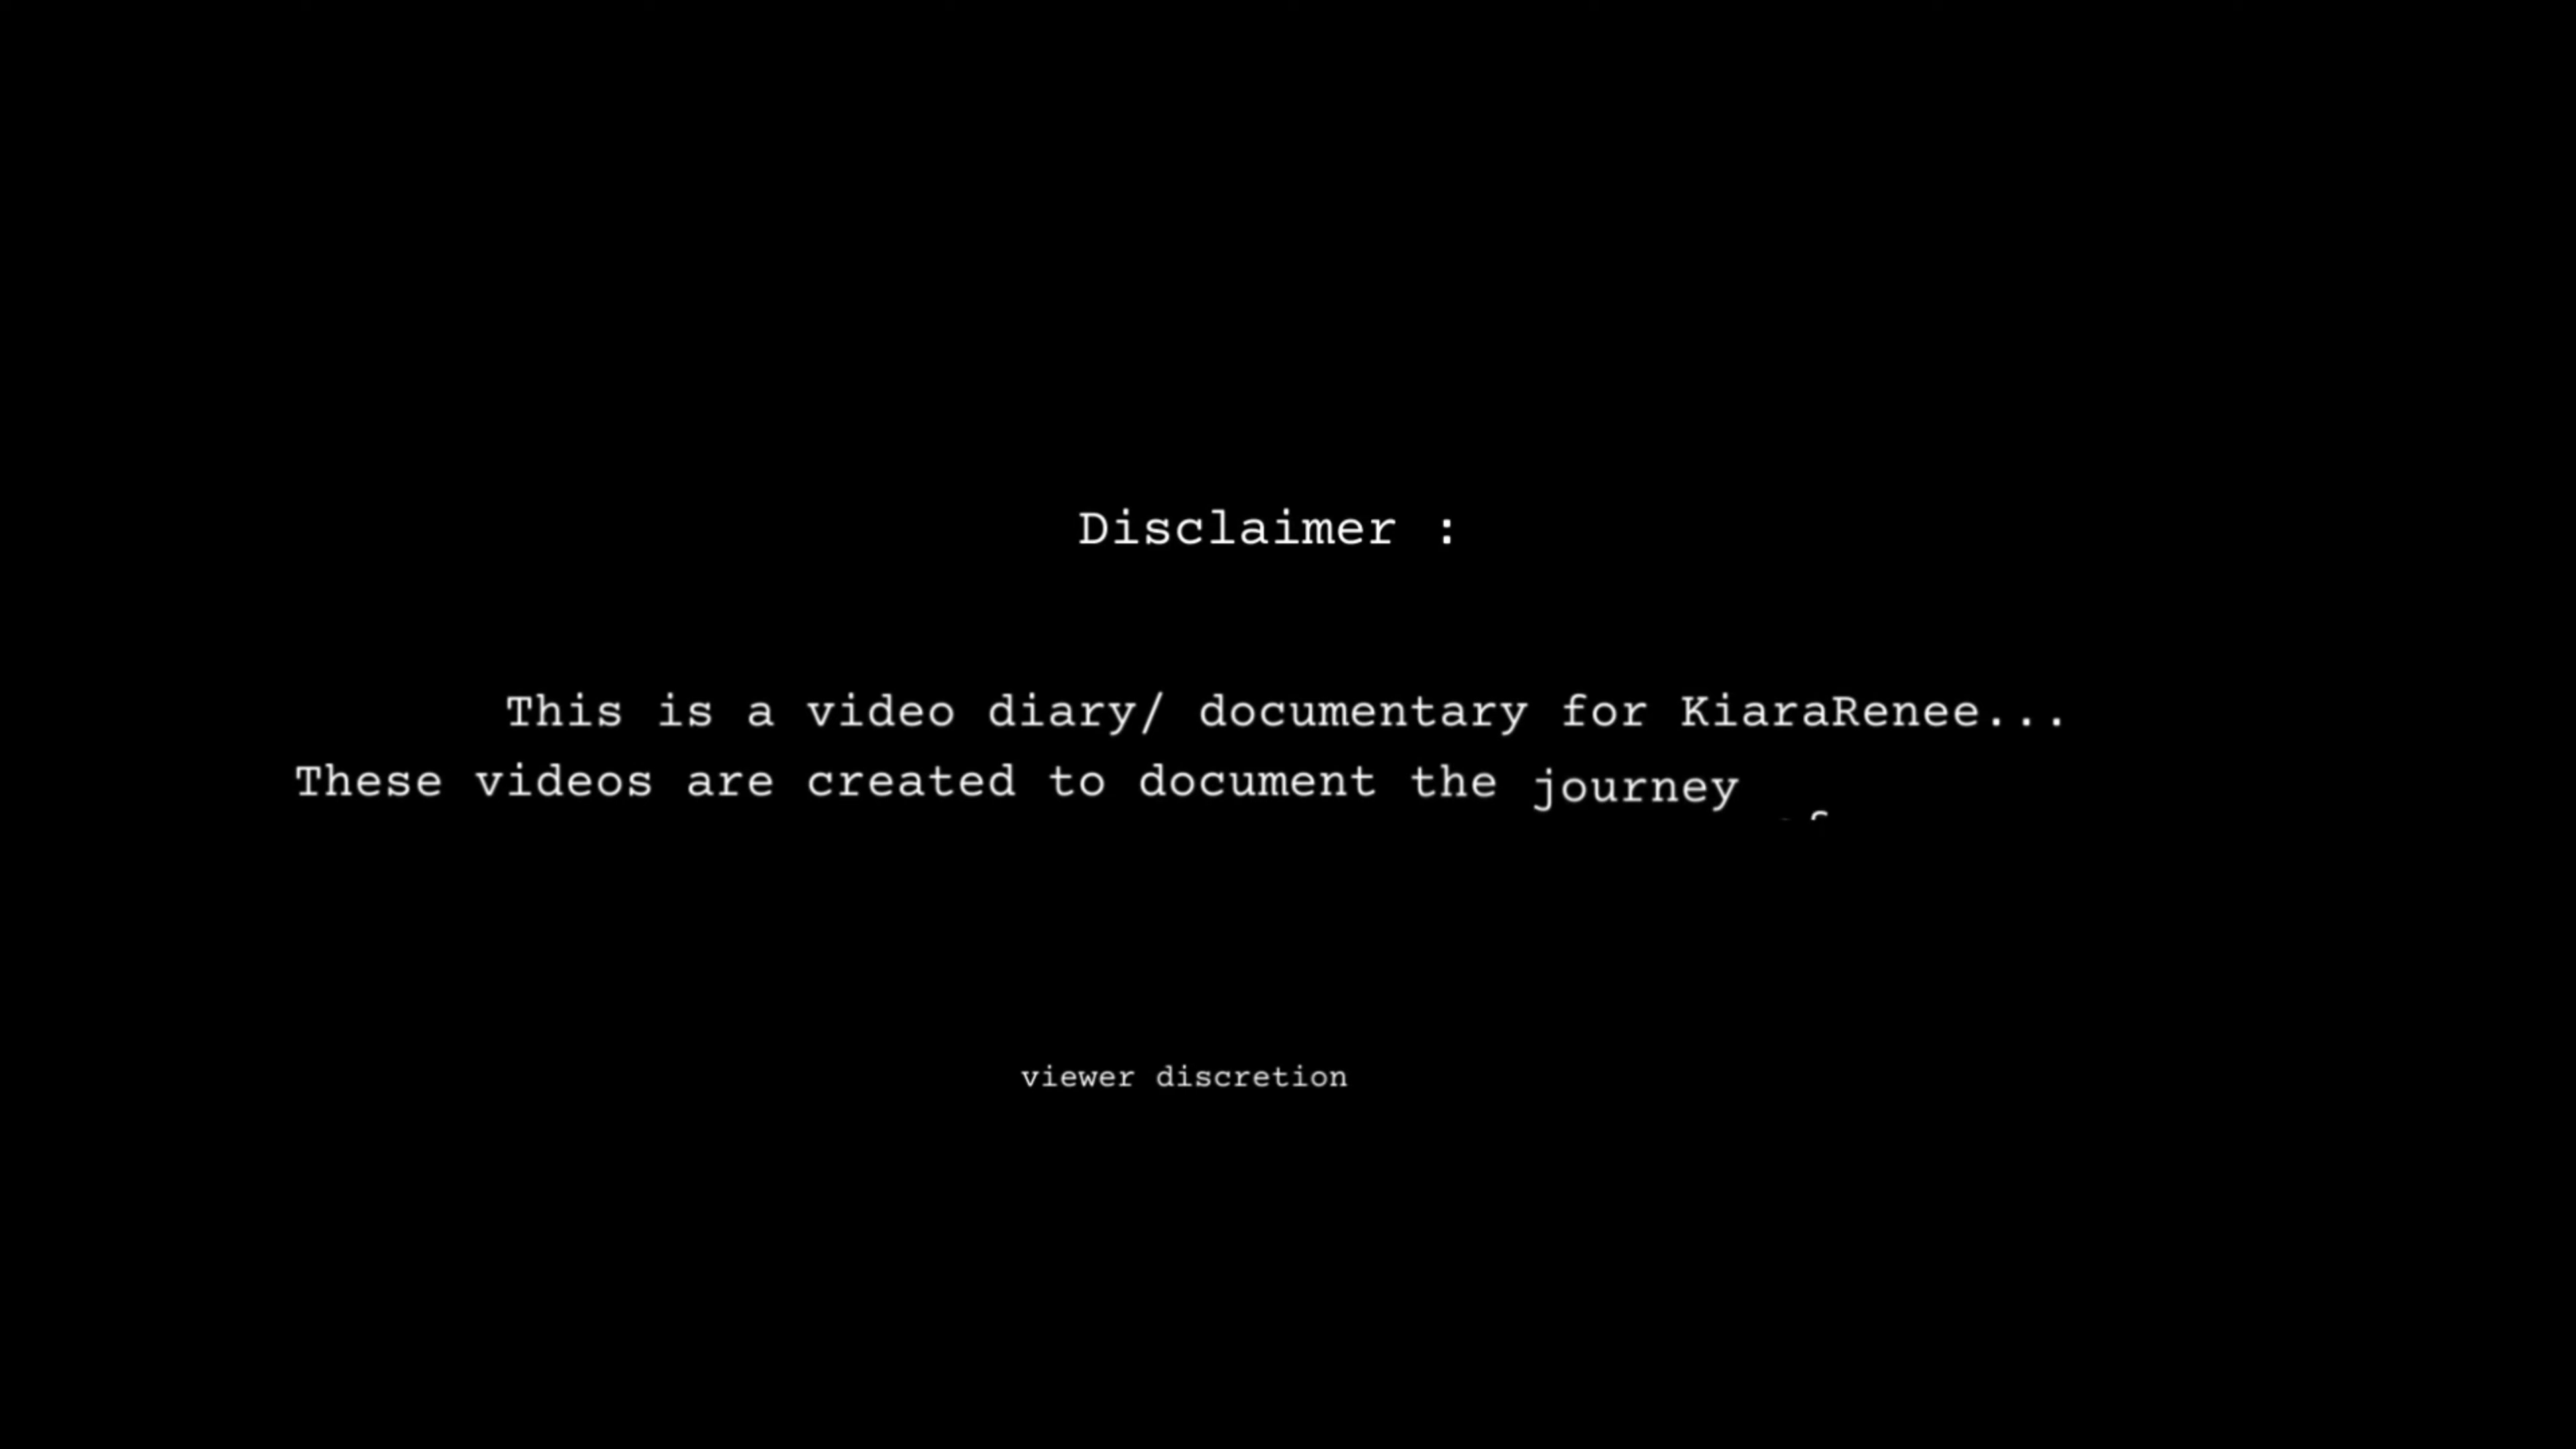 Disclaimer :
This is a video diary/ documentary for KiaraRenee...
These videos are created to document the journey
viewer discretion